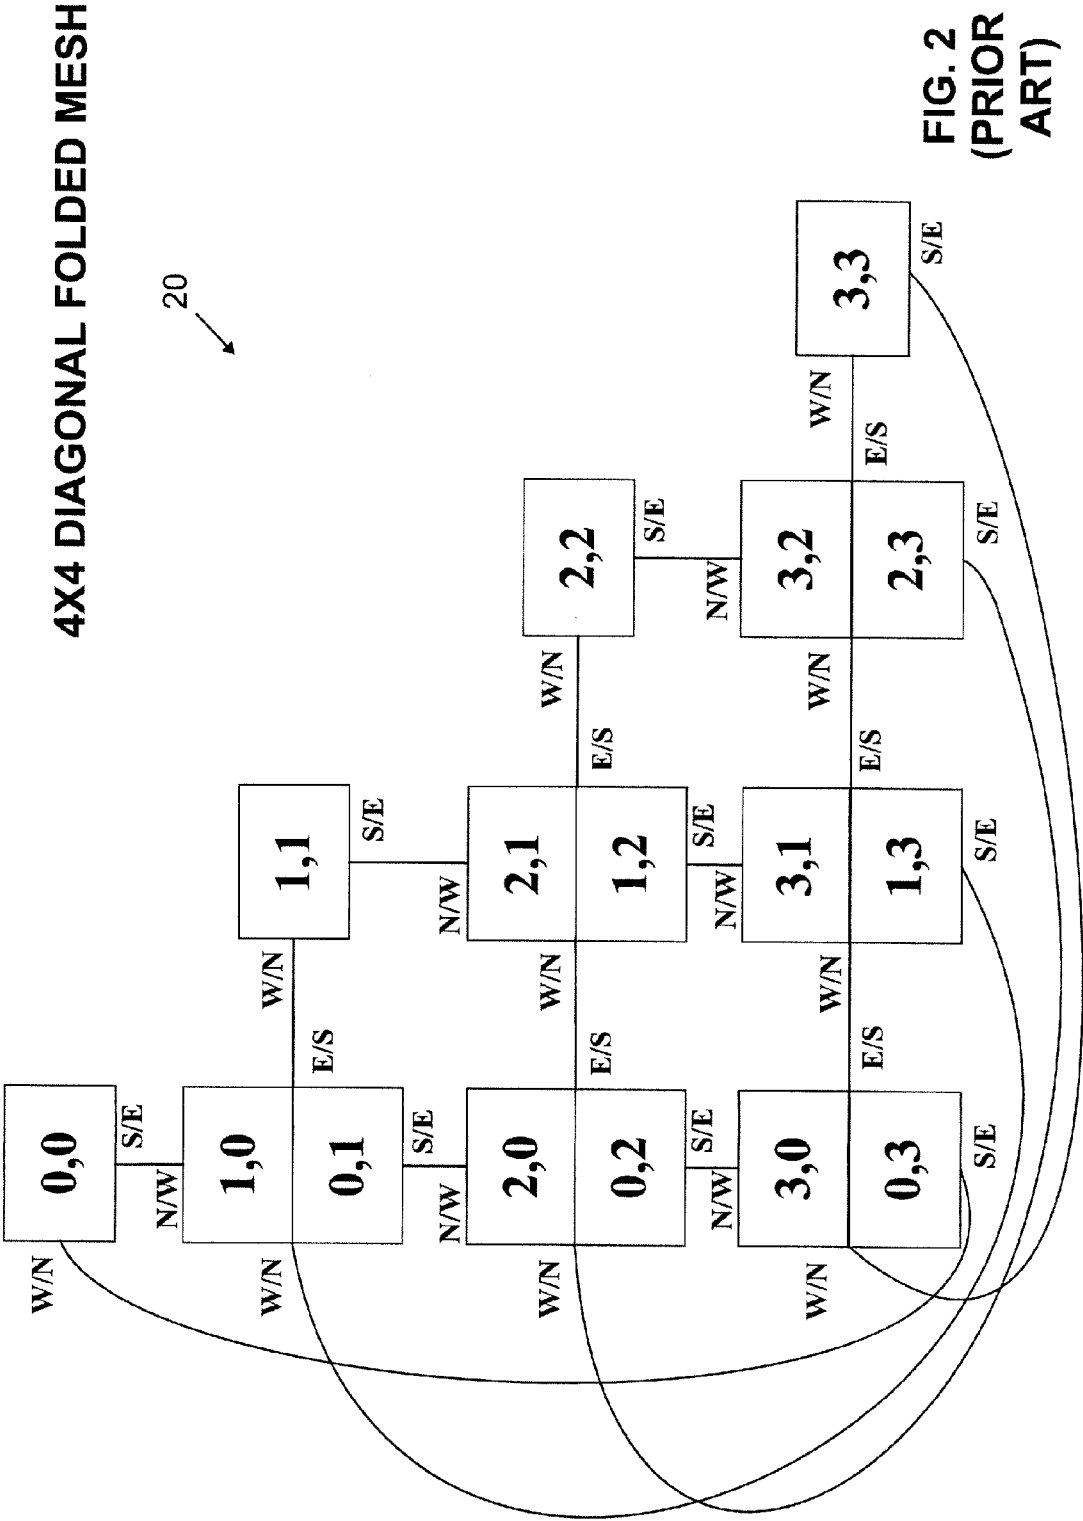 4X4 DIAGONAL FOLDED MESH
W/N
0,0
S/E
N/W
20
1,0
W/N
W/N
1,1
E/S
0,1
S/E
S/E
N/W
N/W
2,0
2,1
W/N
W/N
W/N
2,2
E/S
E/S
0,2
1,2
S/E
S/E
S/E
N/W
N/W
N/W
3,0
3,1
3,2
W/N
W/N
W/N
W/N
3,3
E/S
E/S
E/S
0,3
1,3
2,3
S/E
S/E
S/E
S/E
FIG. 2
(PRIOR
ART)